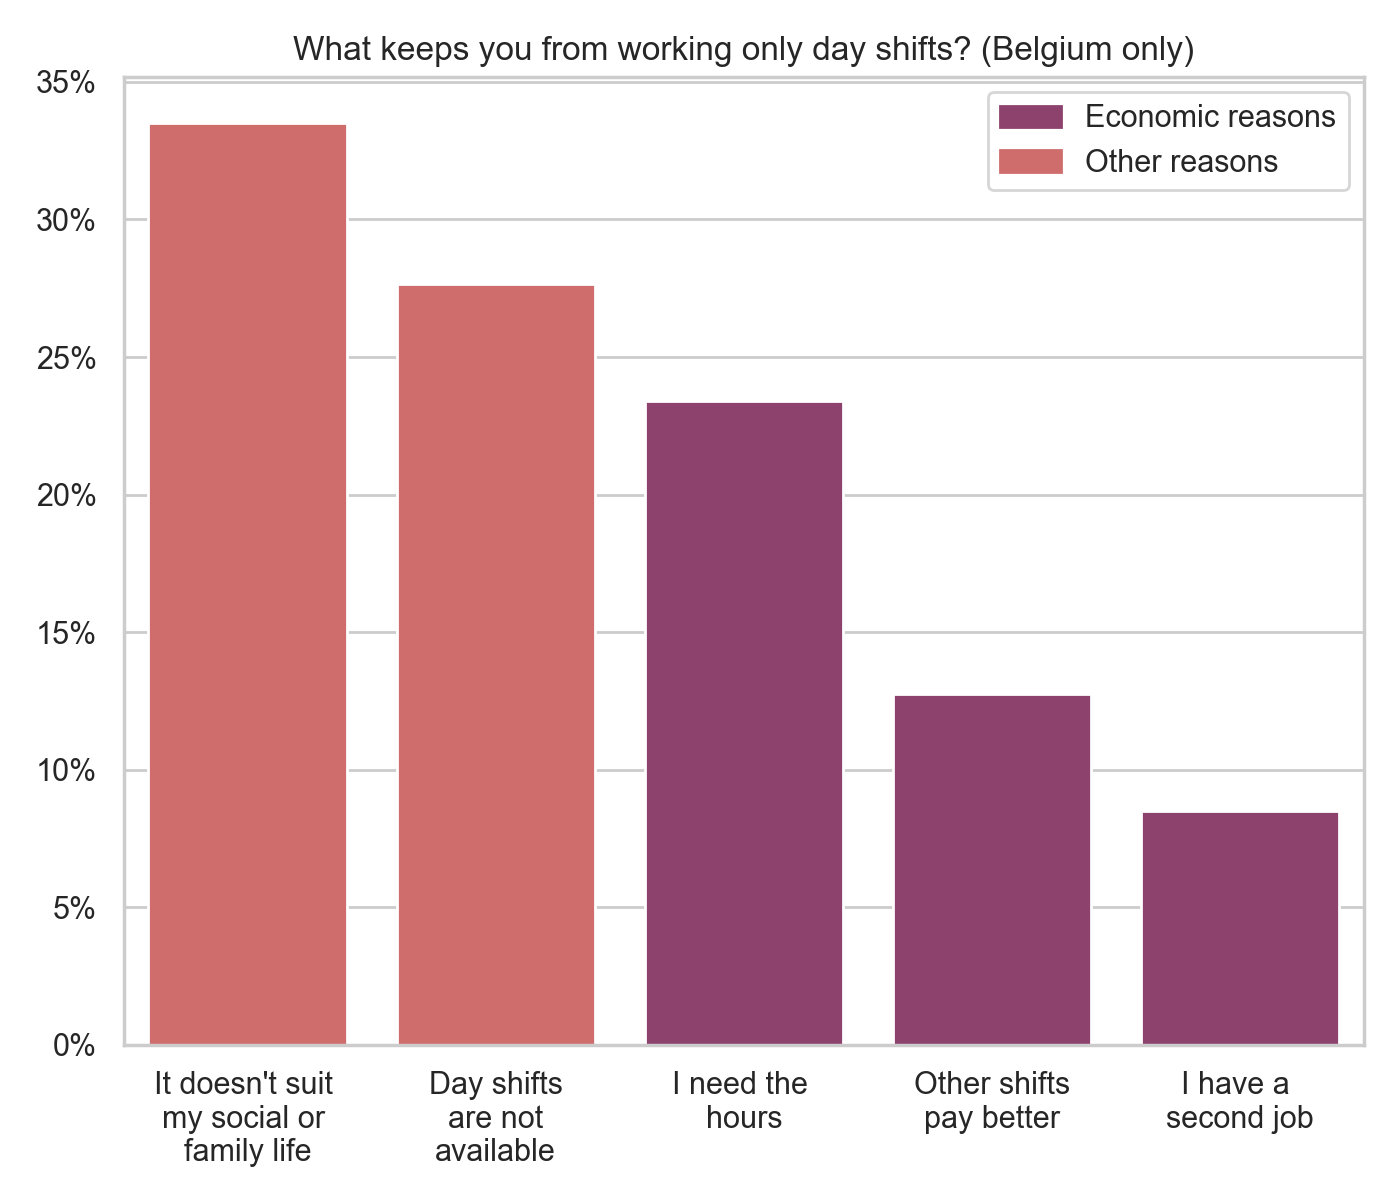 What keeps you from working only day shifts? (Belgium only)
Economic reasons
Other reasons
35%
30%
25%
20%
15%
10%
5%
0%
It doesn't suit
my social or
family life
Day shifts
are not
available
I need the
hours
Other shifts
pay better
I have a
second job